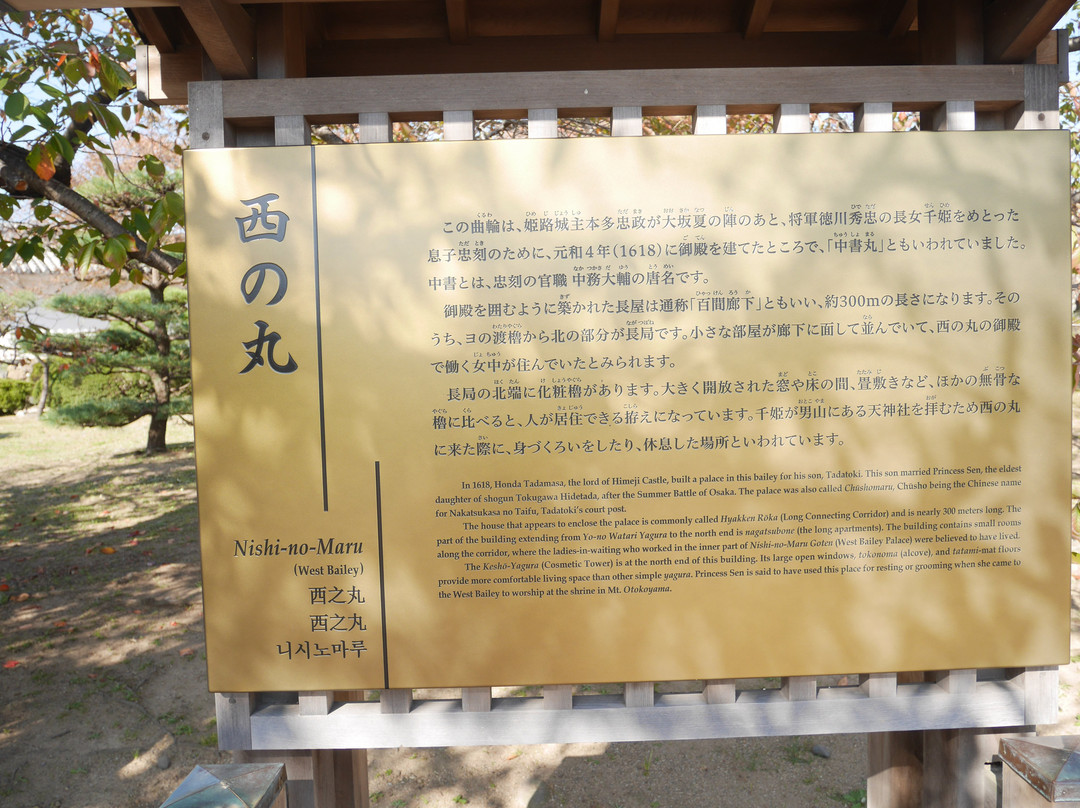 西の丸
Nishi-no-Maru
(West Bailey)
西之丸
西之丸
니시노마루
この曲輪は、姫路城主本多忠政が大坂夏の陣のあと、将軍徳川秀忠の長女千姫をめとった
息子忠刻のために、元和4年(1618)に御殿を建てたところで、「中書丸」ともいわれていました。
中書とは、忠刻の官職 中務大輔の唐名です。
御殿を囲むように築かれた長屋は通称「百間廊下」ともいい、約300mの長さになります。その
うち、ヨの渡櫓から北の部分が長局です。小さな部屋が廊下に面して並んでいて、西の丸の御殿
で働く女中が住んでいたとみられます。
長局の北端に化粧櫓があります。大きく開放された窓や床の間、畳敷きなど、ほかの無骨な
櫓に比べると、人が居住できる拵えになっています。千姫が男山にある天神社を拝むため西の丸
に来た際に、身づくろいをしたり、休息した場所といわれています。
In 1618, Honda Tadamasa, the lord of Himeji Castle, built a palace in this bailey for his son, Tadatoki. This son married Princess Sen, the eldest
daughter of shogun Tokugawa Hidetada, after the Summer Battle of Osaka. The palace was also called Chūshomaru, Chūsho being the Chinese name
for Nakatsukasa no Taifu, Tadatoki's court post.
The house that appears to enclose the palace is commonly called Hyakken Rōka (Long Connecting Corridor) and is nearly 300 meters long. The
part of the building extending from Yo-no Watari Yagura to the north end is nagatsubone (the long apartments). The building contains small rooms
along the corridor, where the ladies-in-waiting who worked in the inner part of Nishi-no-Maru Goten (West Bailey Palace) were believed to have lived.
The Keshō-Yagura (Cosmetic Tower) is at the north end of this building. Its large open windows, tokonoma (alcove), and tatami-mat floors
provide more comfortable living space than other simple yagura. Princess Sen is said to have used this place for resting or grooming when she came to
the West Bailey to worship at the shrine in Mt. Otokoyama.